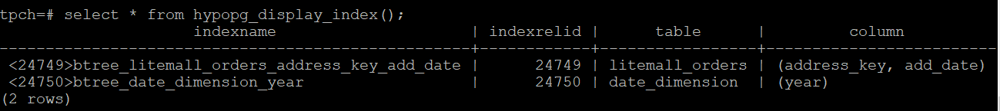 tpch=# select * from hypopg_display_index();
indexname | indexrelid | table | column
-------------------------------------------------+------------+-----------------+-------------------------
<24749>btree_litemall_orders_address_key_add_date | 24749 | litemall_orders | (address_key, add_date)
<24750>btree_date_dimension_year | 24750 | date_dimension | (year)
(2 rows)